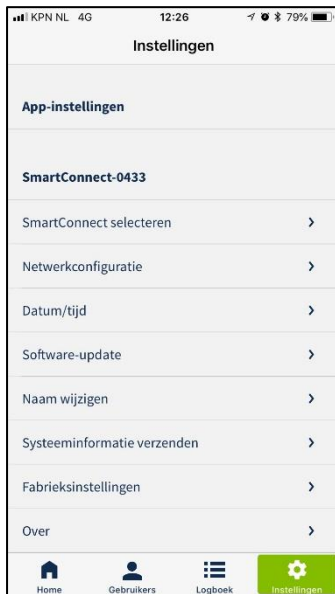 KPN NL 4G 12:26 79%
Instellingen
App-instellingen
SmartConnect-0433
SmartConnect selecteren
Netwerkconfiguratie
Datum/tijd
Software-update
Naam wijzigen
Systeeminformatie verzenden
Fabrieksinstellingen
Over
Home Gebruikers Logboek Instellingen